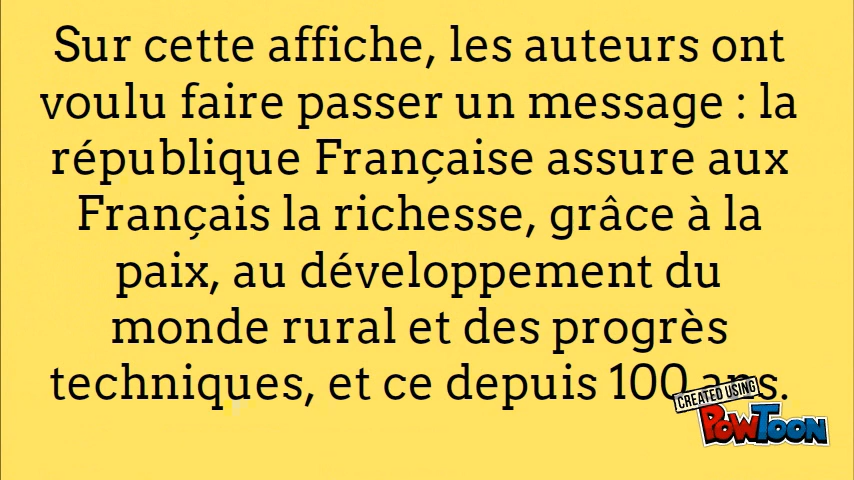 Sur cette affiche, les auteurs ont
voulu faire passer un message : la
république Française assure aux
Français la richesse, grâce à la
paix, au développement du
monde rural et des progrès
techniques, et ce depuis 100 ans.
CREATED USING
POWTOON